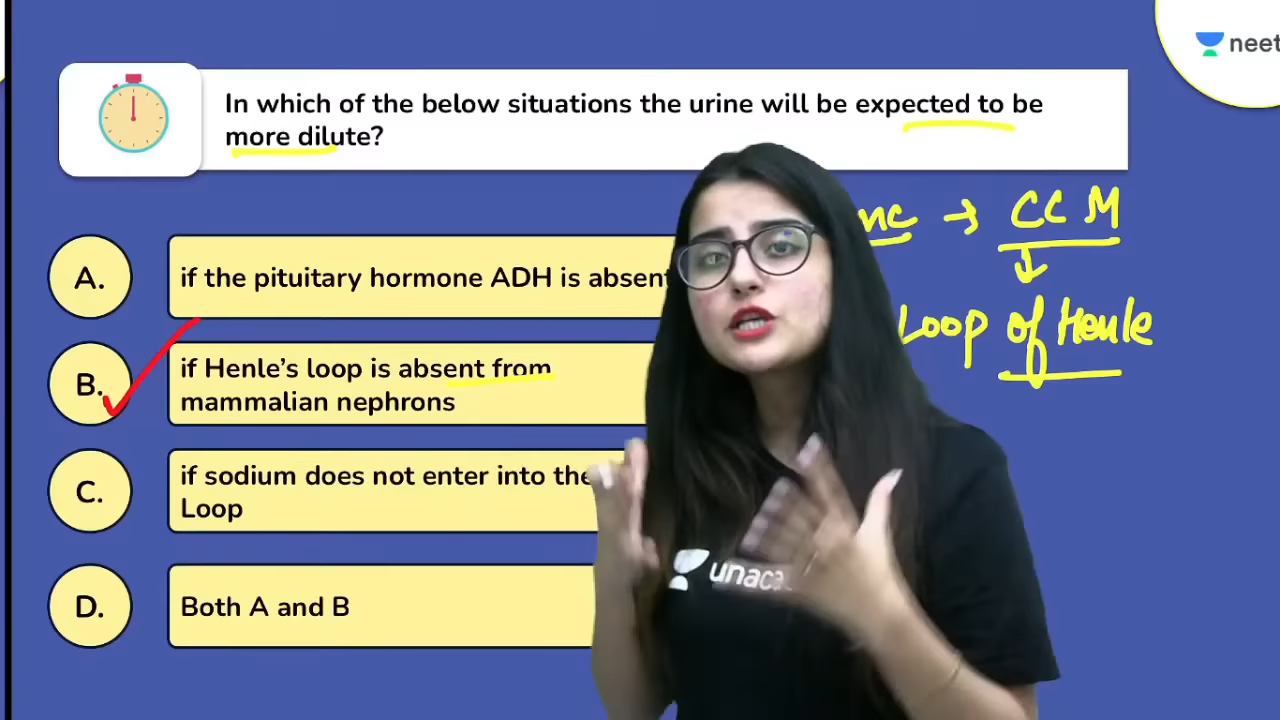 neet
In which of the below situations the urine will be expected to be
more dilute?
→ CCM
↓
Loop of Henle
A.
if the pituitary hormone ADH is absent
B.
if Henle's loop is absent from
mammalian nephrons
C.
if sodium does not enter into the
Loop
D.
Both A and B
unaca